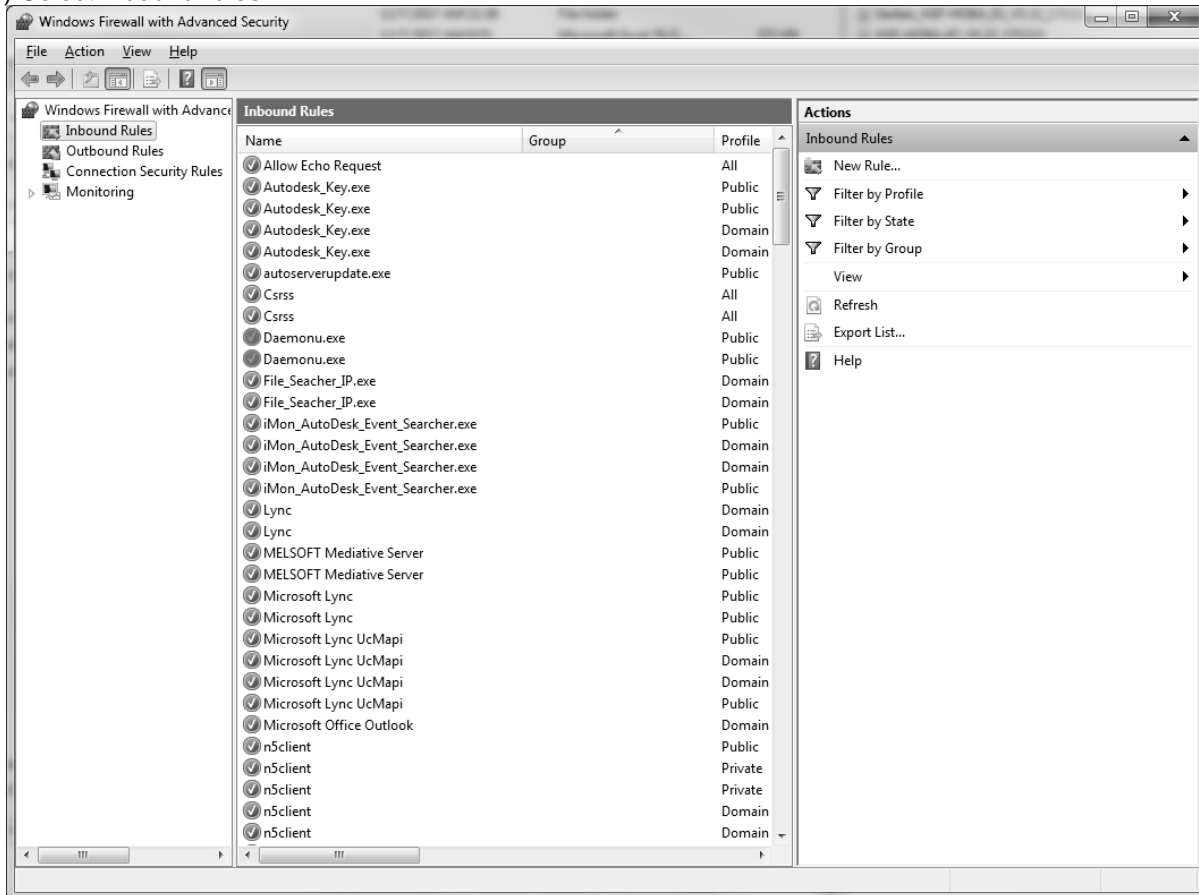 Windows Firewall with Advanced Security
File Action View Help
Windows Firewall with Advance
Inbound Rules
Outbound Rules
Connection Security Rules
Monitoring
Inbound Rules
Name Group Profile
Allow Echo Request All
Autodesk_Key.exe Public
Autodesk_Key.exe Public
Autodesk_Key.exe Domain
Autodesk_Key.exe Domain
autoserverupdate.exe Public
Csrss All
Csrss All
Daemonu.exe Public
Daemonu.exe Public
File_Seacher_IP.exe Domain
File_Seacher_IP.exe Domain
iMon_AutoDesk_Event_Searcher.exe Public
iMon_AutoDesk_Event_Searcher.exe Domain
iMon_AutoDesk_Event_Searcher.exe Domain
iMon_AutoDesk_Event_Searcher.exe Public
Lync Domain
Lync Domain
MELSOFT Mediative Server Public
MELSOFT Mediative Server Public
Microsoft Lync Public
Microsoft Lync Public
Microsoft Lync UcMapi Public
Microsoft Lync UcMapi Domain
Microsoft Lync UcMapi Domain
Microsoft Lync UcMapi Public
Microsoft Office Outlook Domain
n5client Public
n5client Private
n5client Private
n5client Domain
n5client Domain
Actions
Inbound Rules
New Rule...
Filter by Profile
Filter by State
Filter by Group
View
Refresh
Export List...
Help